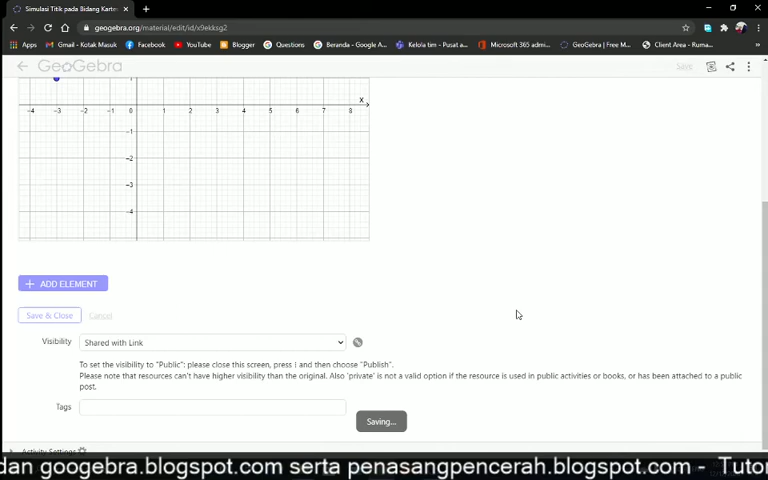 Simulasi Titik pada Bidang Karte
geogebra.org/material/edit/id/x9ekksg2
Apps
Gmail - Kotak Masuk
Facebook
YouTube
Blogger
Questions
Beranda - Google A...
Kelola tim - Pusat a...
Microsoft 365 admi...
GeoGebra | Free M...
Client Area - Ruma...
GeoGebra
SAVE
x
-4 -3 -2 -1 0 1 2 3 4 5 6 7 8
-1
-2
-3
-4
+ ADD ELEMENT
Save & Close
Cancel
Visibility
Shared with Link
To set the visibility to "Public": please close this screen, press ⁝ and then choose "Publish".
Please note that resources can't have higher visibility than the original. Also 'private' is not a valid option if the resource is used in public activities or books, or has been attached to a public
post.
Tags
Saving...
Activity Settings
dan googebra.blogspot.com serta penasangpencerah.blogspot.com - Tutor